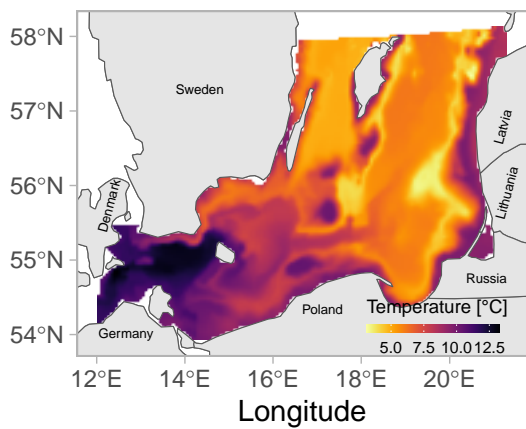 58°N
57°N
56°N
55°N
54°N
Sweden
Denmark
Latvia
Lithuania
Russia
Poland
Germany
Temperature [°C]
5.0 7.5 10.0 12.5
12°E 14°E 16°E 18°E 20°E
Longitude